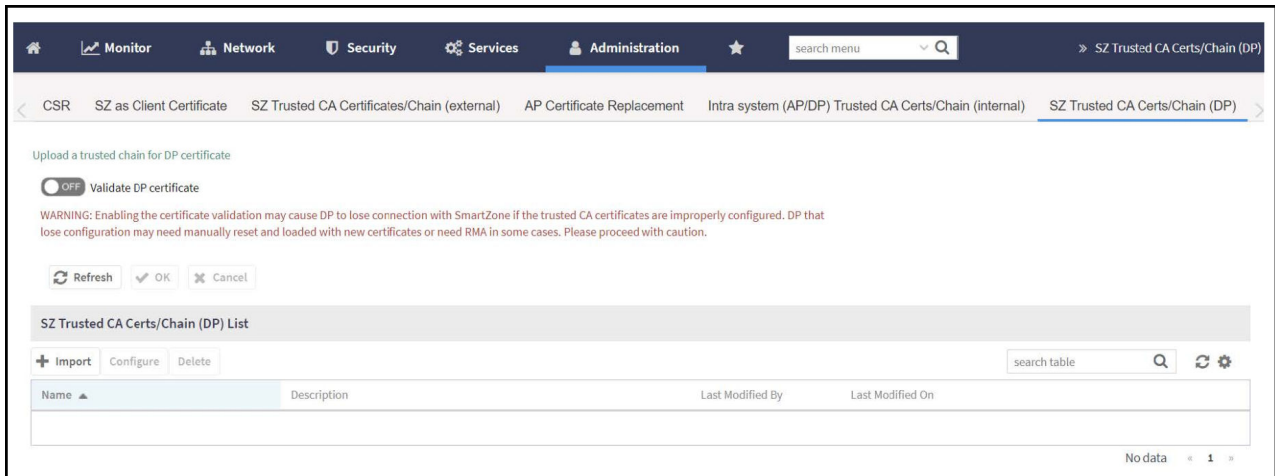 Monitor Network Security Services Administration search menu » SZ Trusted CA Certs/Chain (DP)
CSR SZ as Client Certificate SZ Trusted CA Certificates/Chain (external) AP Certificate Replacement Intra system (AP/DP) Trusted CA Certs/Chain (internal) SZ Trusted CA Certs/Chain (DP)
Upload a trusted chain for DP certificate
OFF Validate DP certificate
WARNING: Enabling the certificate validation may cause DP to lose connection with SmartZone if the trusted CA certificates are improperly configured. DP that
lose configuration may need manually reset and loaded with new certificates or need RMA in some cases. Please proceed with caution.
Refresh OK Cancel
SZ Trusted CA Certs/Chain (DP) List
Import Configure Delete search table
Name Description Last Modified By Last Modified On
No data « 1 »